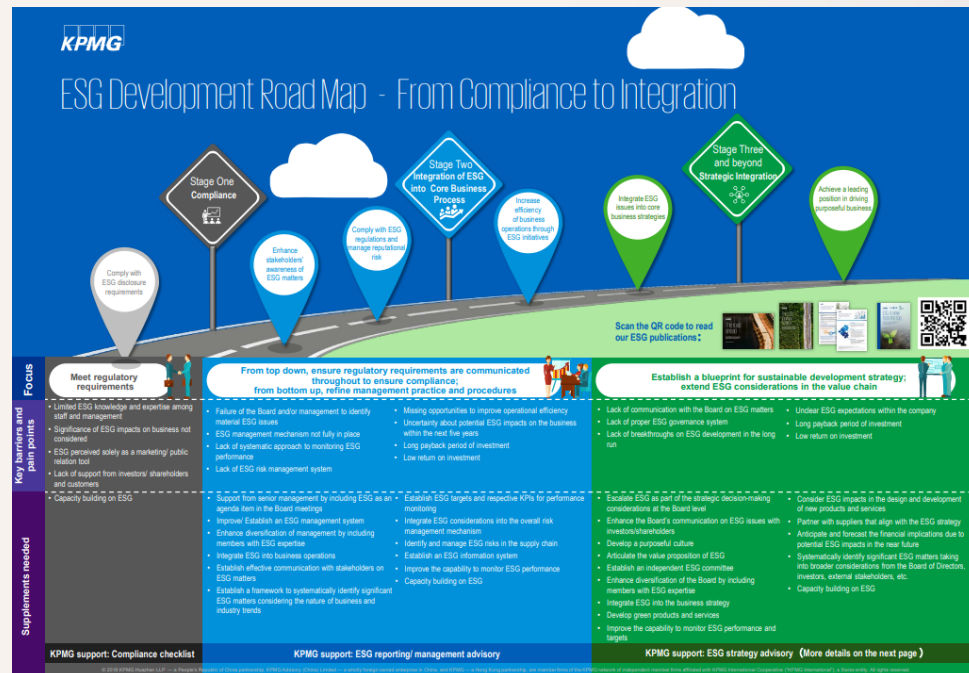 KPMG
ESG Development Road Map - From Compliance to Integration
Stage One
Compliance
Stage Two
Integration of ESG
into Core Business
Process
Stage Three
and beyond
Strategic Integration
Comply with
ESG disclosure
requirements
Enhance
stakeholders/
awareness of
ESG matters
Comply with ESG
regulations and
manage reputational
risk
Increase
efficiency
of business
operations through
ESG initiatives
Integrate ESG
issues into core
business strategies
Achieve a leading
position in driving
purposeful business
Scan the QR code to read
our ESG publications:
Focus
Meet regulatory
requirements
From top down, ensure regulatory requirements are communicated
throughout to ensure compliance;
from bottom up, refine management practice and procedures
Establish a blueprint for sustainable development strategy;
extend ESG considerations in the value chain
Key barriers and
pain points
• Limited ESG knowledge and expertise among
staff and management
• Significance of ESG impacts on business not
considered
• ESG perceived solely as a marketing/ public
relation tool
• Lack of support from investors/ shareholders
and customers
• Failure of the Board and/or management to identify
material ESG issues
• ESG management mechanism not fully in place
• Lack of systematic approach to monitoring ESG
performance
• Lack of ESG risk management system
• Missing opportunities to improve operational efficiency
• Uncertainty about potential ESG impacts on the business
within the next five years
• Long payback period of investment
• Low return on investment
• Lack of communication with the Board on ESG matters
• Lack of proper ESG governance system
• Lack of breakthroughs on ESG development in the long
run
• Unclear ESG expectations within the company
• Long payback period of investment
• Low return on investment
Supplements needed
• Capacity building on ESG
• Support from senior management by including ESG as an
agenda item in the Board meetings
• Improve/ Establish an ESG management system
• Enhance diversification of management by including
members with ESG expertise
• Integrate ESG into business operations
• Establish effective communication with stakeholders on
ESG matters
• Establish a framework to systematically identify significant
ESG matters considering the nature of business and
industry trends
• Establish ESG targets and respective KPIs for performance
monitoring
• Integrate ESG considerations into the overall risk
management mechanism
• Identify and manage ESG risks in the supply chain
• Establish an ESG information system
• Improve the capability to monitor ESG performance
• Capacity building on ESG
• Escalate ESG as part of the strategic decision-making
considerations at the Board level
• Enhance the Board's communication on ESG issues with
investors/shareholders
• Develop a purposeful culture
• Articulate the value proposition of ESG
• Establish an independent ESG committee
• Enhance diversification of the Board by including
members with ESG expertise
• Integrate ESG into the business strategy
• Develop green products and services
• Improve the capability to monitor ESG performance and
targets
• Consider ESG impacts in the design and development
of new products and services
• Partner with suppliers that align with the ESG strategy
• Anticipate and forecast the financial implications due to
potential ESG impacts in the near future
• Systematically identify significant ESG matters taking
into broader considerations from the Board of Directors,
investors, external stakeholders, etc.
• Capacity building on ESG
KPMG support: Compliance checklist
KPMG support: ESG reporting/ management advisory
KPMG support: ESG strategy advisory (More details on the next page)